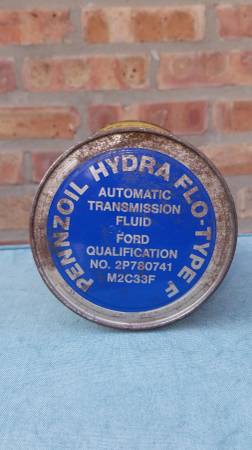 PENNZOIL HYDRA FLO-TYPE F
AUTOMATIC
TRANSMISSION
FLUID
FORD
QUALIFICATION
NO. 2P780741
M2C33F